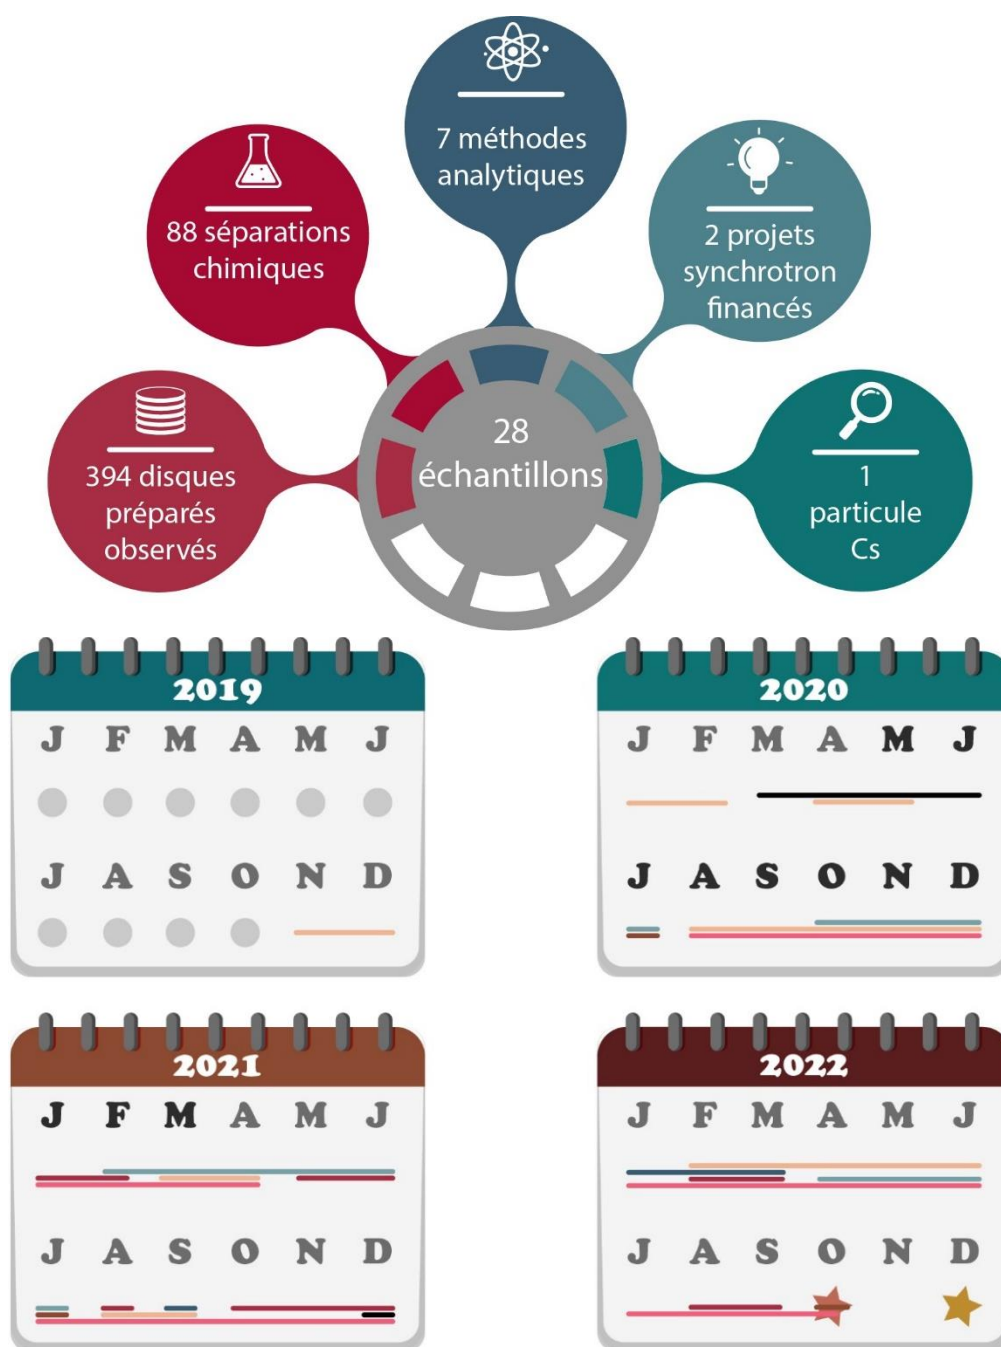 7 méthodes
analytiques
88 séparations
chimiques
2 projets
synchrotron
financés
394 disques
préparés
observés
28
échantillons
1
particule
Cs
2019
J F M A M J
J A S O N D
2020
J F M A M J
J A S O N D
2021
J F M A M J
J A S O N D
2022
J F M A M J
J A S O N D